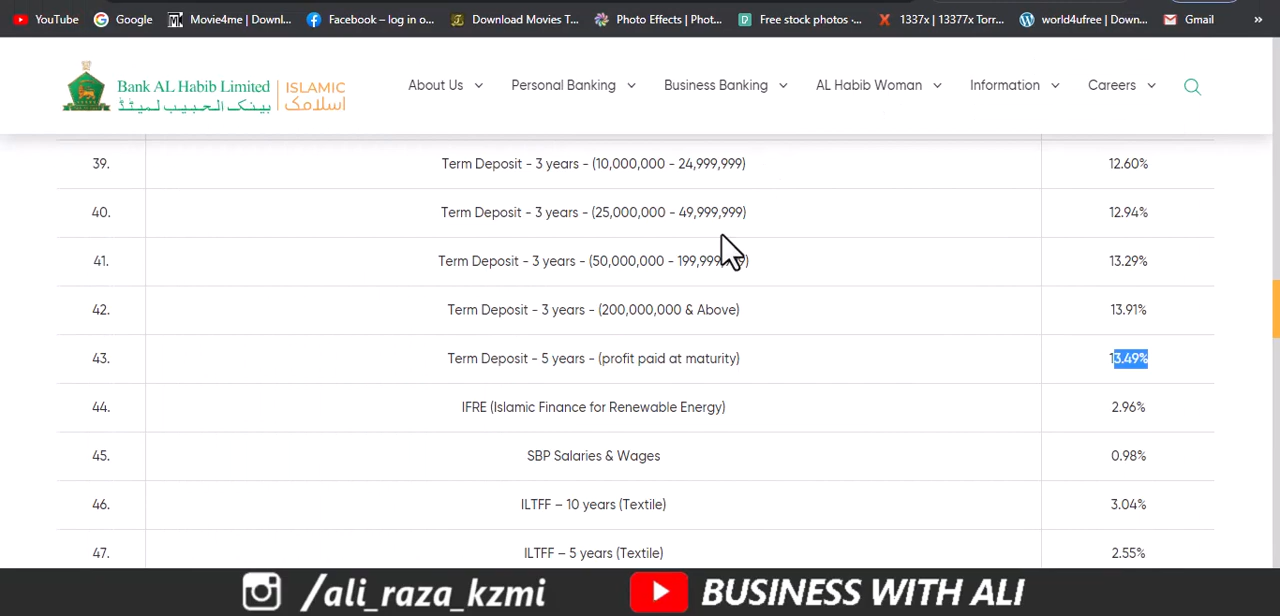 YouTube Google Movie4me | Downl... Facebook – log in o... Download Movies T... Photo Effects | Phot... Free stock photos ·... 1337x | 13377x Torr... world4ufree | Down... Gmail »
Bank AL Habib Limited ISLAMIC About Us Personal Banking Business Banking AL Habib Woman Information Careers
بینک الحبیب لمیٹڈ اسلامک
39. Term Deposit - 3 years - (10,000,000 - 24,999,999) 12.60%
40. Term Deposit - 3 years - (25,000,000 - 49,999,999) 12.94%
41. Term Deposit - 3 years - (50,000,000 - 13.29%
42. Term Deposit - 3 years - (200,000,000 & Above) 13.91%
43. Term Deposit - 5 years - (profit paid at maturity) 13.49%
44. IFRE (Islamic Finance for Renewable Energy) 2.96%
45. SBP Salaries & Wages 0.98%
46. ILTFF – 10 years (Textile) 3.04%
47. ILTFF – 5 years (Textile) 2.55%
/ali_raza_kzmi BUSINESS WITH ALI